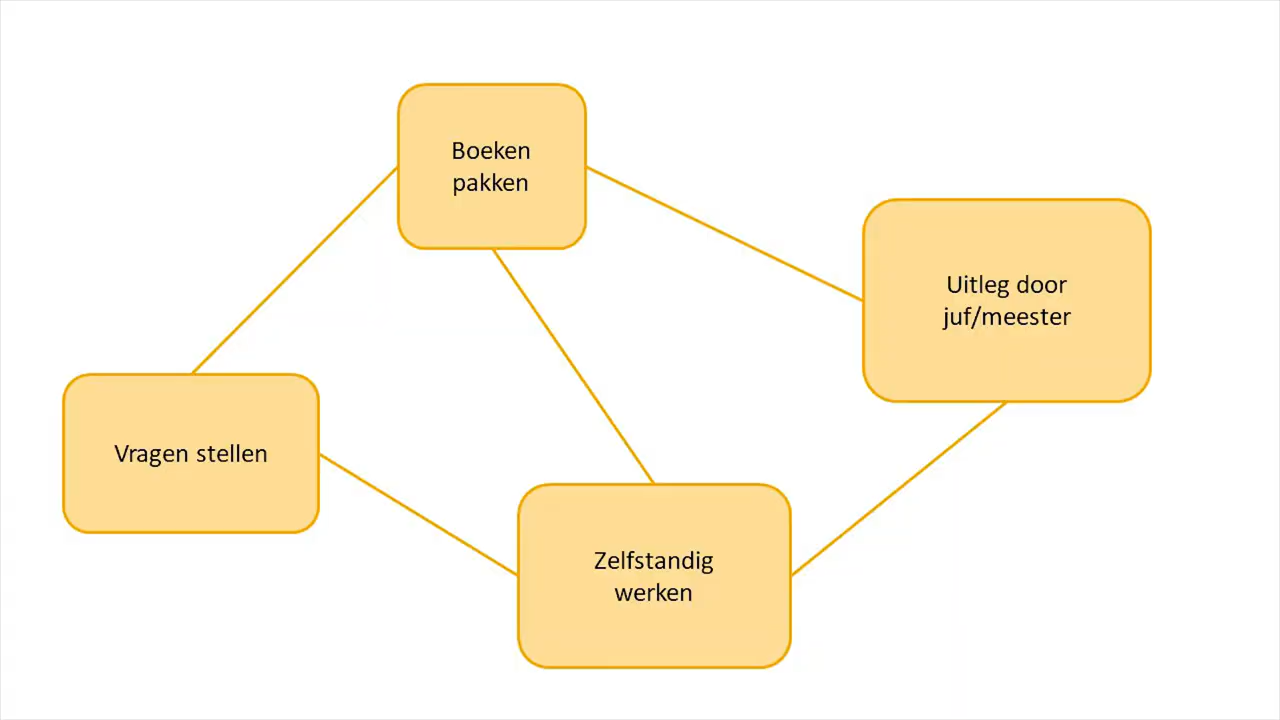 Boeken
pakken
Uitleg door
juf/meester
Vragen stellen
Zelfstandig
werken